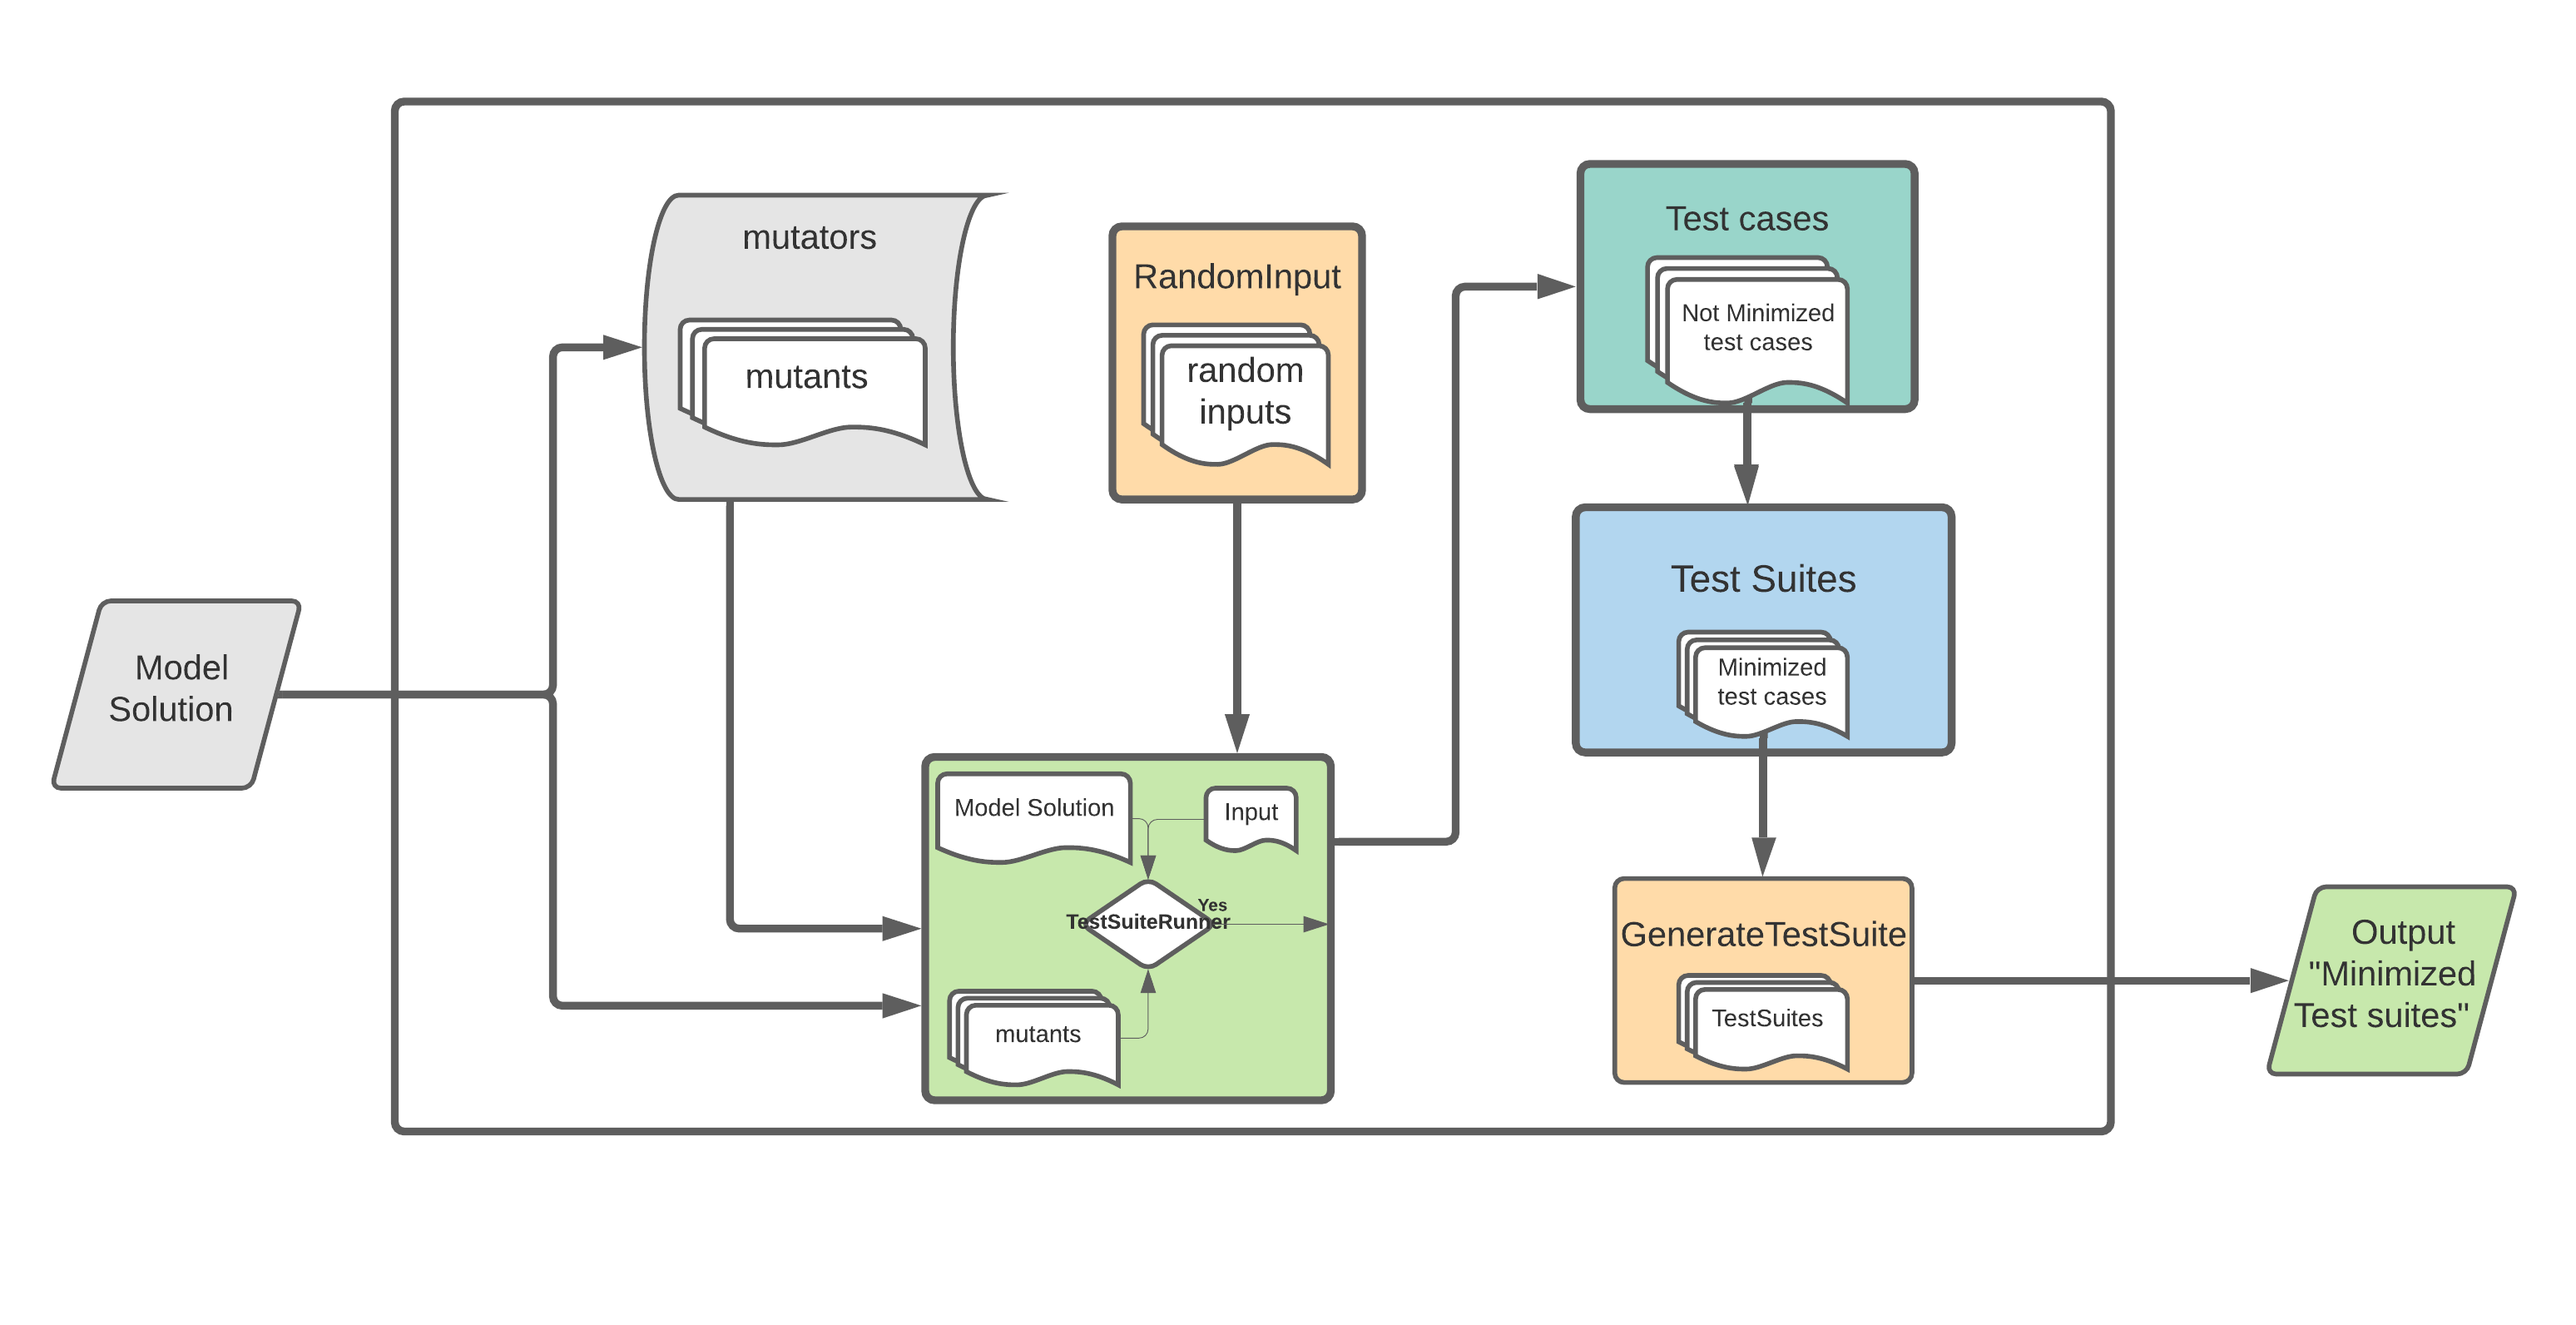 Model
Solution
mutators
mutants
RandomInput
random
inputs
Model Solution
Input
TestSuiteRunner
Yes
mutants
Test cases
Not Minimized
test cases
Test Suites
Minimized
test cases
GenerateTestSuite
TestSuites
Output
"Minimized
Test suites"